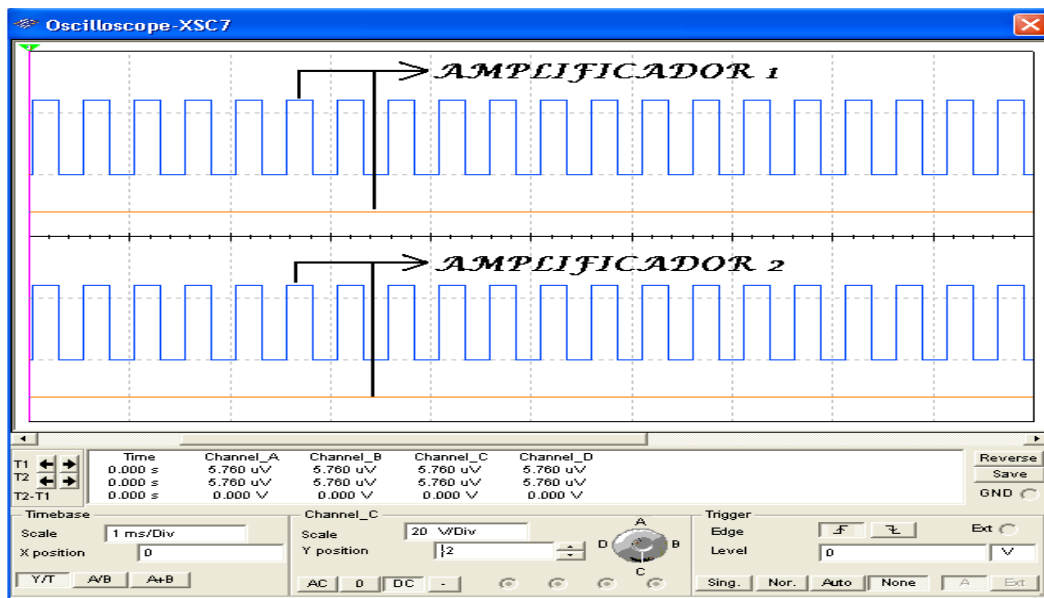 Oscilloscope-XSC7
AMPLIFICADOR 1
AMPLIFICADOR 2
Time Channel_A Channel_B Channel_C Channel_D
T1 0.000 s 5.760 uV 5.760 uV 5.760 uV 5.760 uV
T2 0.000 s 5.760 uV 5.760 uV 5.760 uV 5.760 uV
T2-T1 0.000 s 0.000 V 0.000 V 0.000 V 0.000 V
Reverse
Save
GND
Timebase
Scale 1 ms/Div
X position 0
Y/T A/B A+B
Channel_C
Scale 20 V/Div
Y position
AC 0 DC -
A
B
C
D
Trigger
Edge Ext
Level 0 V
Sing. Nor. Auto None A Ext